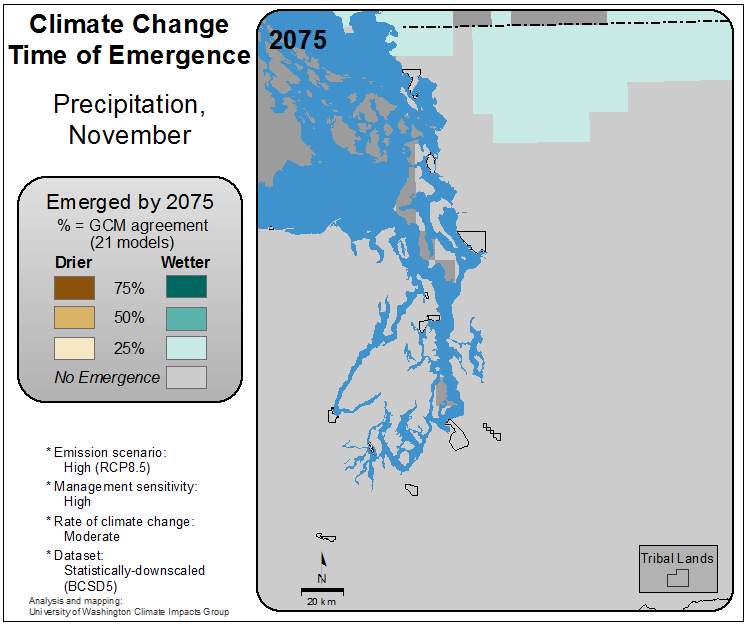 Climate Change
Time of Emergence
Precipitation,
November
Emerged by 2075
% = GCM agreement
(21 models)
Drier Wetter
75%
50%
25%
No Emergence
* Emission scenario:
High (RCP8.5)
* Management sensitivity:
High
* Rate of climate change:
Moderate
* Dataset:
Statistically-downscaled
(BCSD5)
Analysis and mapping:
University of Washington Climate Impacts Group
2075
N
20 km
Tribal Lands